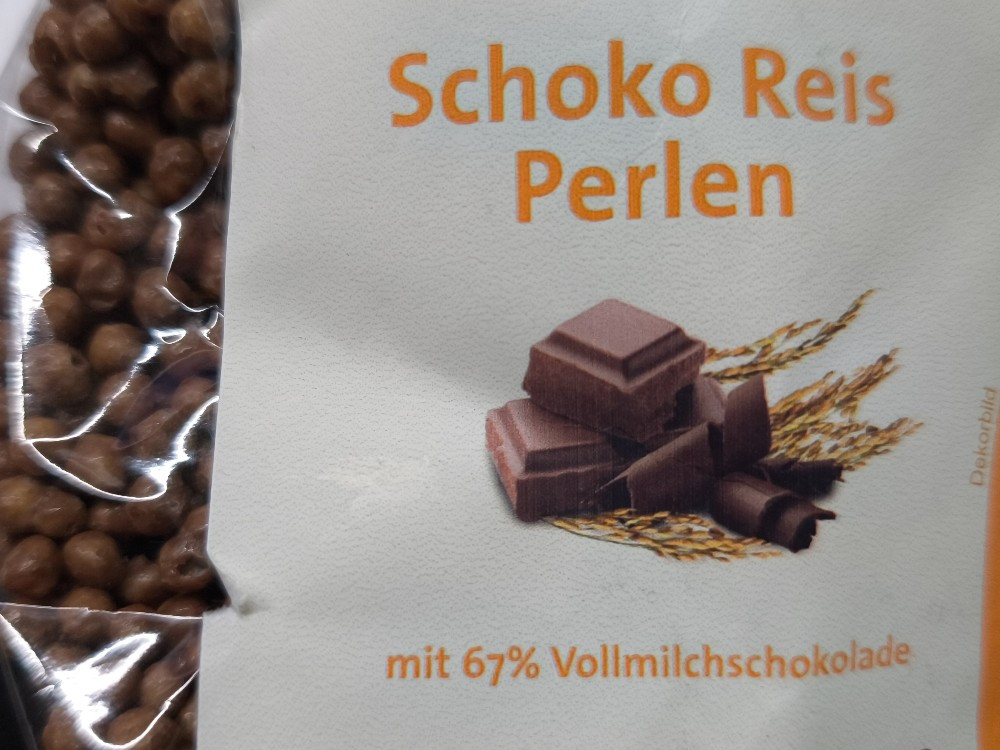 Schoko Reis
Perlen
Dekorbild
mit 67% Vollmilchschokolade